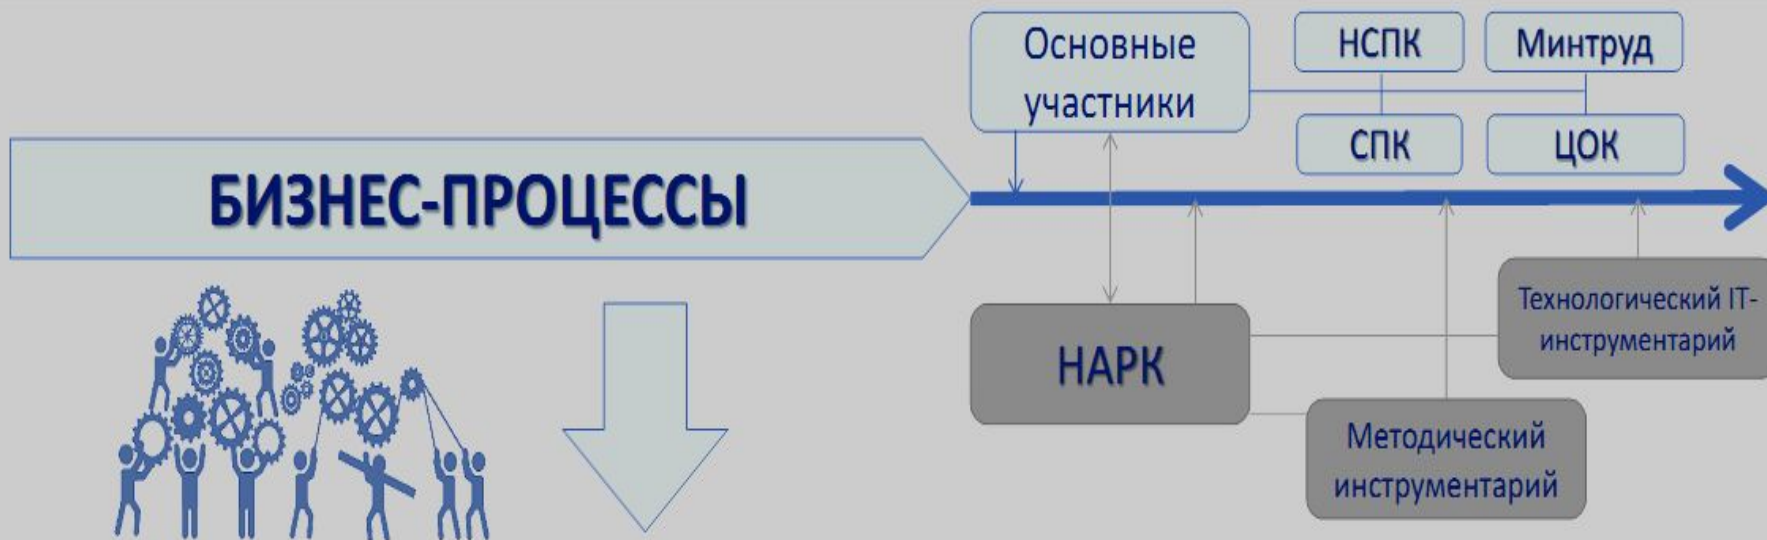 Основные
участники
НСПК
Минтруд
СПК
ЦОК
БИЗНЕС-ПРОЦЕССЫ
НАРК
Технологический IT-
инструментарий
Методический
инструментарий